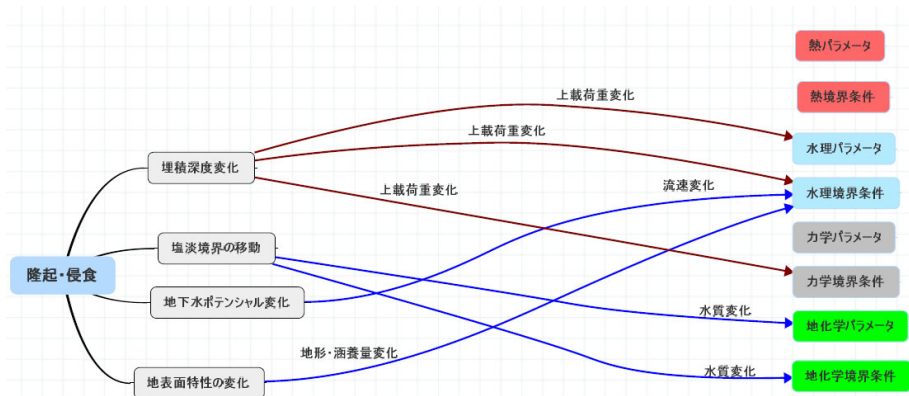 熱パラメータ
熱境界条件
上載荷重変化
上載荷重変化
水理パラメータ
埋積深度変化
上載荷重変化
流速変化
水理境界条件
力学パラメータ
塩淡境界の移動
隆起・侵食
力学境界条件
地下水ポテンシャル変化
水質変化
地化学パラメータ
地形・涵養量変化
水質変化
地化学境界条件
地表面特性の変化